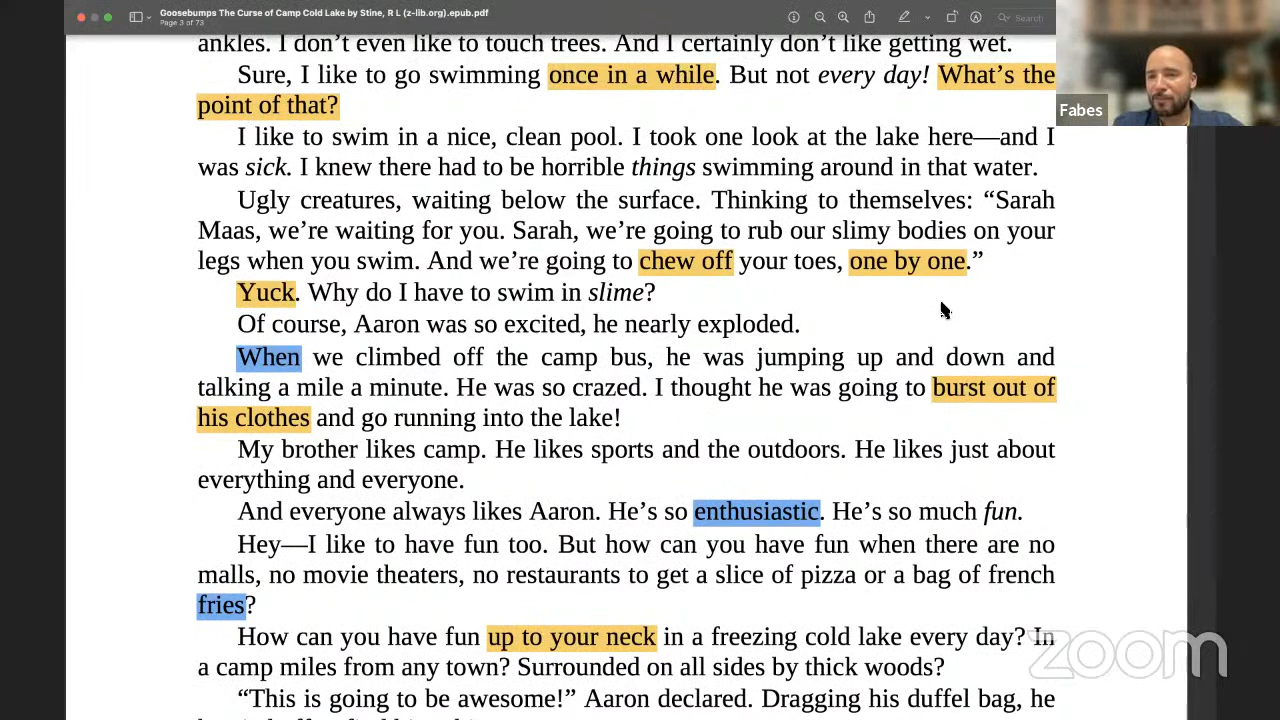 Goosebumps The Curse of Camp Cold Lake by Stine, R L (z-lib.org).epub.pdf
Page 3 of 73
Search
ankles. I don’t even like to touch trees. And I certainly don’t like getting wet.
Sure, I like to go swimming once in a while. But not every day! What’s the
point of that?
Fabes
I like to swim in a nice, clean pool. I took one look at the lake here—and I
was sick. I knew there had to be horrible things swimming around in that water.
Ugly creatures, waiting below the surface. Thinking to themselves: “Sarah
Maas, we’re waiting for you. Sarah, we’re going to rub our slimy bodies on your
legs when you swim. And we’re going to chew off your toes, one by one.”
Yuck. Why do I have to swim in slime?
Of course, Aaron was so excited, he nearly exploded.
When we climbed off the camp bus, he was jumping up and down and
talking a mile a minute. He was so crazed. I thought he was going to burst out of
his clothes and go running into the lake!
My brother likes camp. He likes sports and the outdoors. He likes just about
everything and everyone.
And everyone always likes Aaron. He’s so enthusiastic. He’s so much fun.
Hey—I like to have fun too. But how can you have fun when there are no
malls, no movie theaters, no restaurants to get a slice of pizza or a bag of french
fries?
How can you have fun up to your neck in a freezing cold lake every day? In
a camp miles from any town? Surrounded on all sides by thick woods?
zoom
“This is going to be awesome!” Aaron declared. Dragging his duffel bag, he